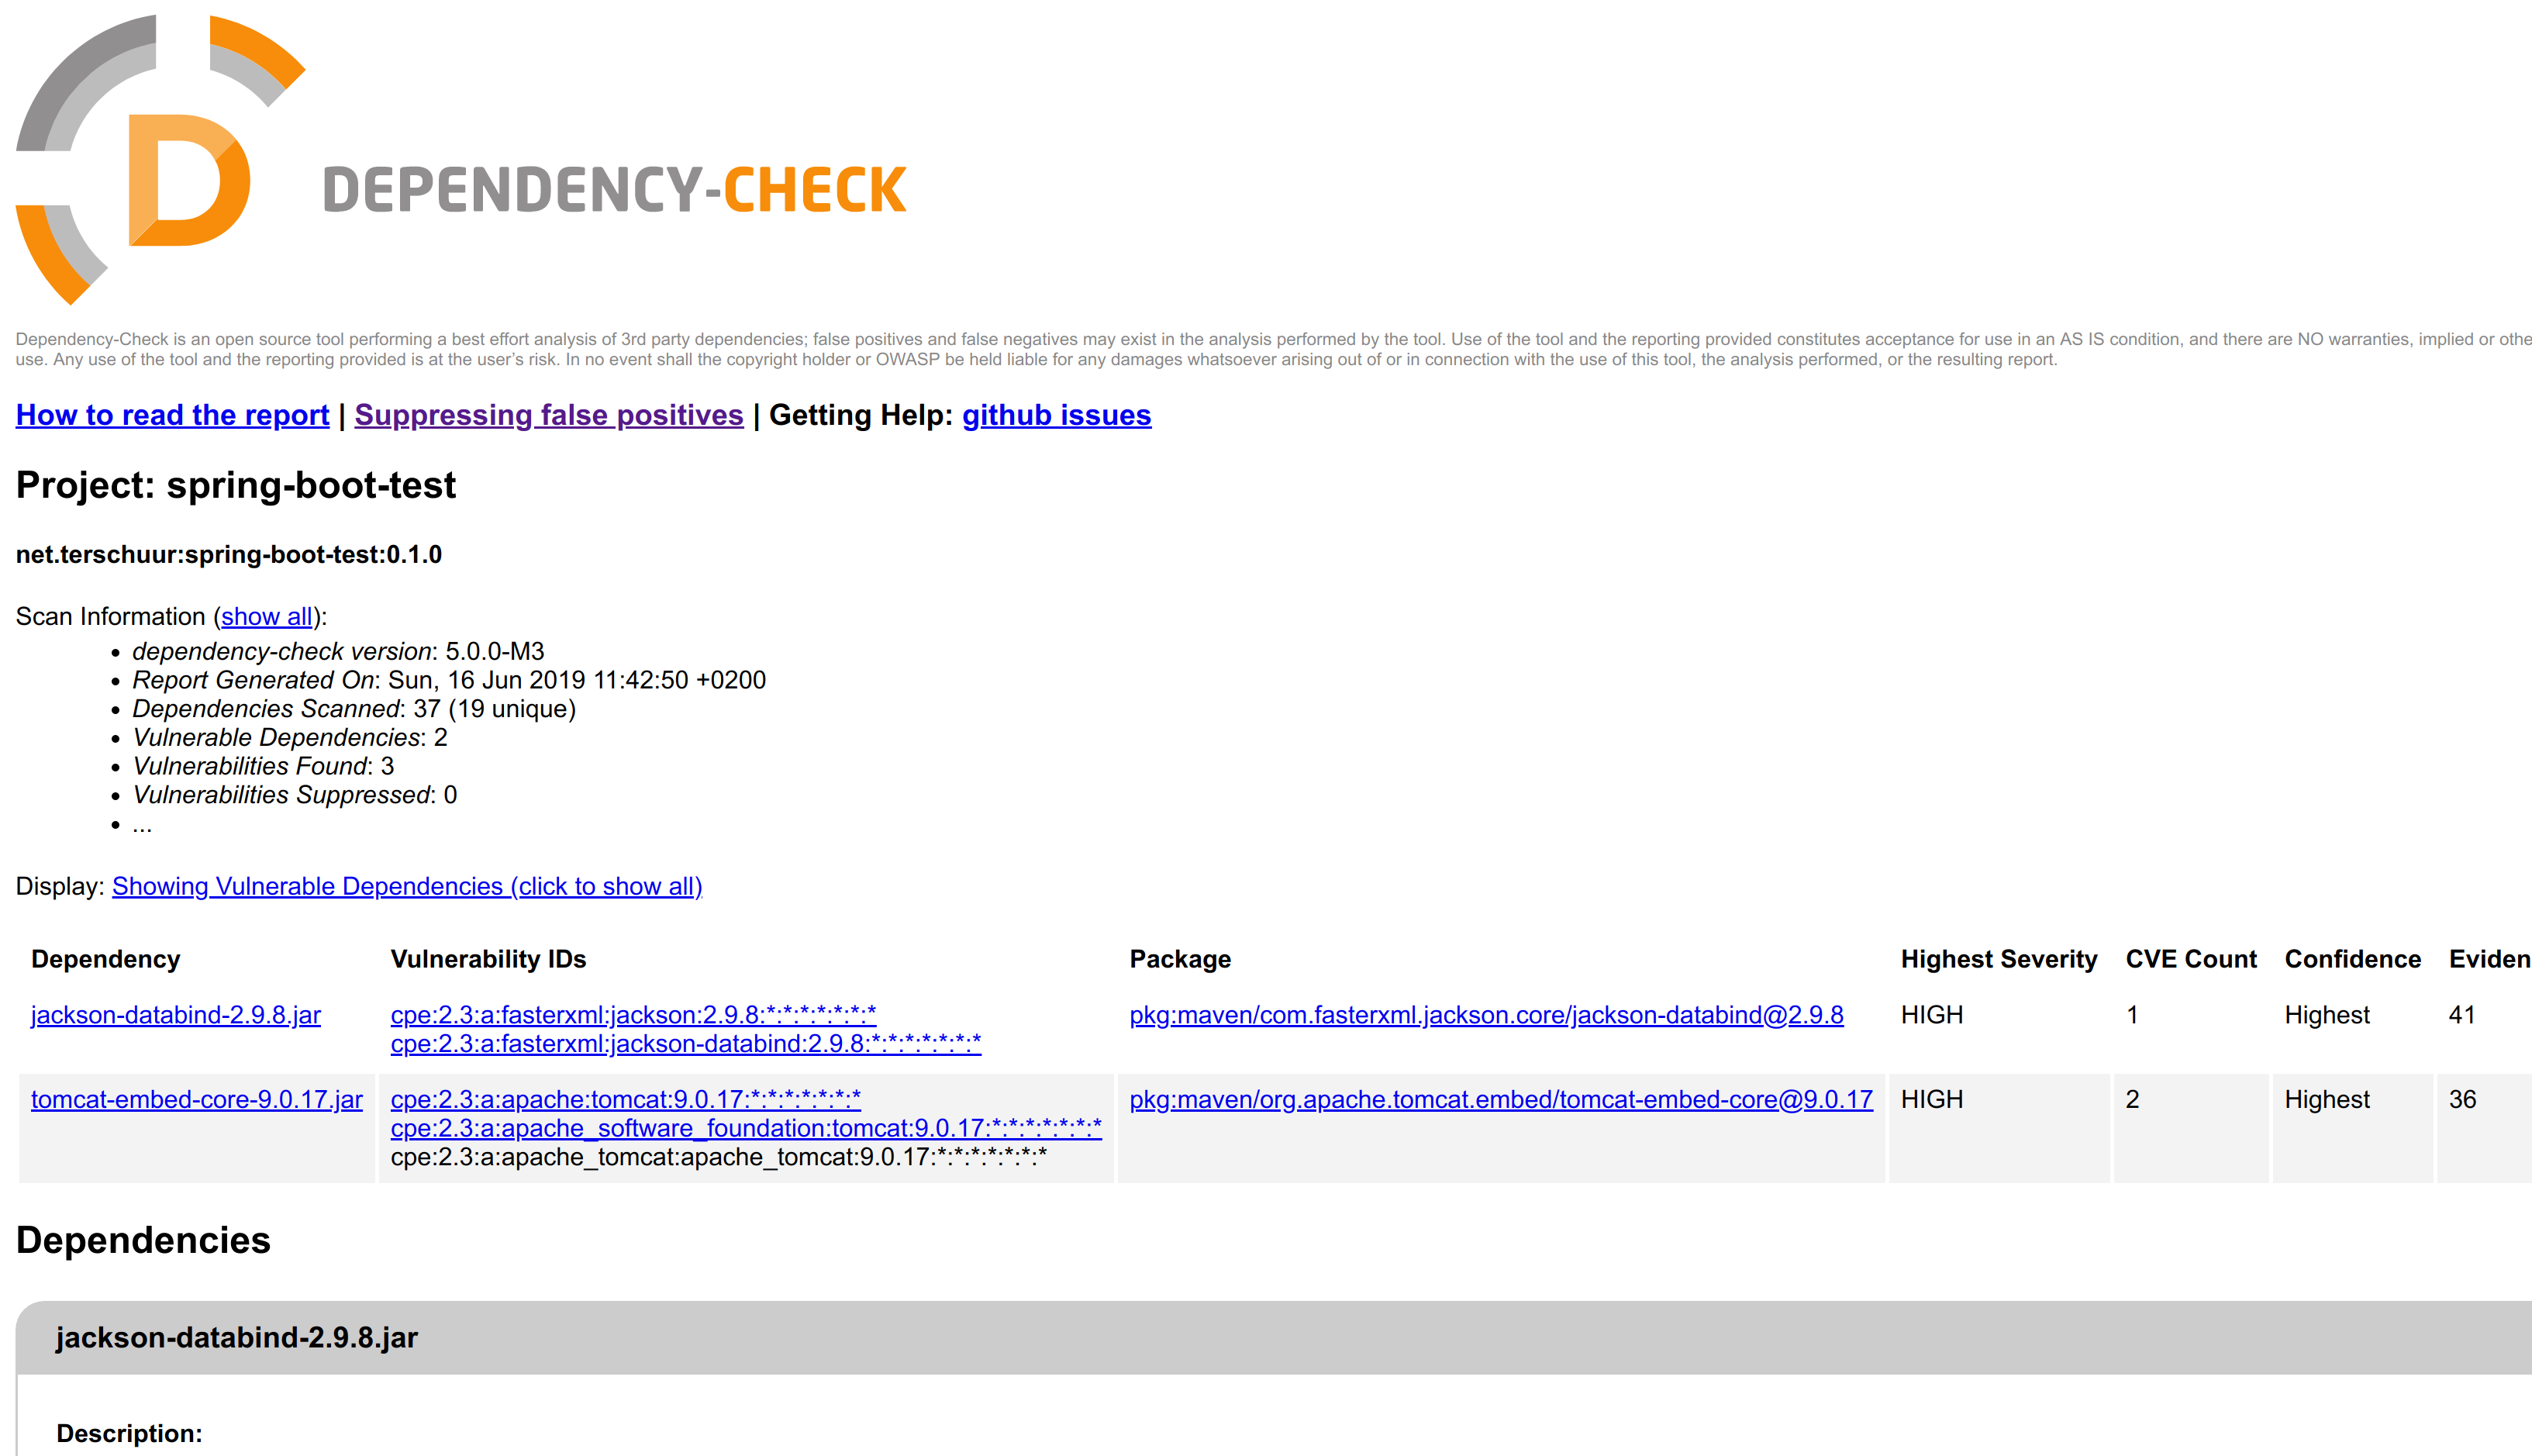 D
DEPENDENCY-CHECK
Dependency-Check is an open source tool performing a best effort analysis of 3rd party dependencies; false positives and false negatives may exist in the analysis performed by the tool. Use of the tool and the reporting provided constitutes acceptance for use in an AS IS condition, and there are NO warranties, implied or othe
use. Any use of the tool and the reporting provided is at the user’s risk. In no event shall the copyright holder or OWASP be held liable for any damages whatsoever arising out of or in connection with the use of this tool, the analysis performed, or the resulting report.
How to read the report | Suppressing false positives | Getting Help: github issues
Project: spring-boot-test
net.terschuur:spring-boot-test:0.1.0
Scan Information (show all):
• dependency-check version: 5.0.0-M3
• Report Generated On: Sun, 16 Jun 2019 11:42:50 +0200
• Dependencies Scanned: 37 (19 unique)
• Vulnerable Dependencies: 2
• Vulnerabilities Found: 3
• Vulnerabilities Suppressed: 0
• ...
Display: Showing Vulnerable Dependencies (click to show all)
Dependency Vulnerability IDs Package Highest Severity CVE Count Confidence Eviden
jackson-databind-2.9.8.jar cpe:2.3:a:fasterxml:jackson:2.9.8:*:*:*:*:*:*:* pkg:maven/com.fasterxml.jackson.core/jackson-databind@2.9.8 HIGH 1 Highest 41
cpe:2.3:a:fasterxml:jackson-databind:2.9.8:*:*:*:*:*:*:*
tomcat-embed-core-9.0.17.jar cpe:2.3:a:apache:tomcat:9.0.17:*:*:*:*:*:*:* pkg:maven/org.apache.tomcat.embed/tomcat-embed-core@9.0.17 HIGH 2 Highest 36
cpe:2.3:a:apache_software_foundation:tomcat:9.0.17:*:*:*:*:*:*:*
cpe:2.3:a:apache_tomcat:apache_tomcat:9.0.17:*:*:*:*:*:*:*
Dependencies
jackson-databind-2.9.8.jar
Description: